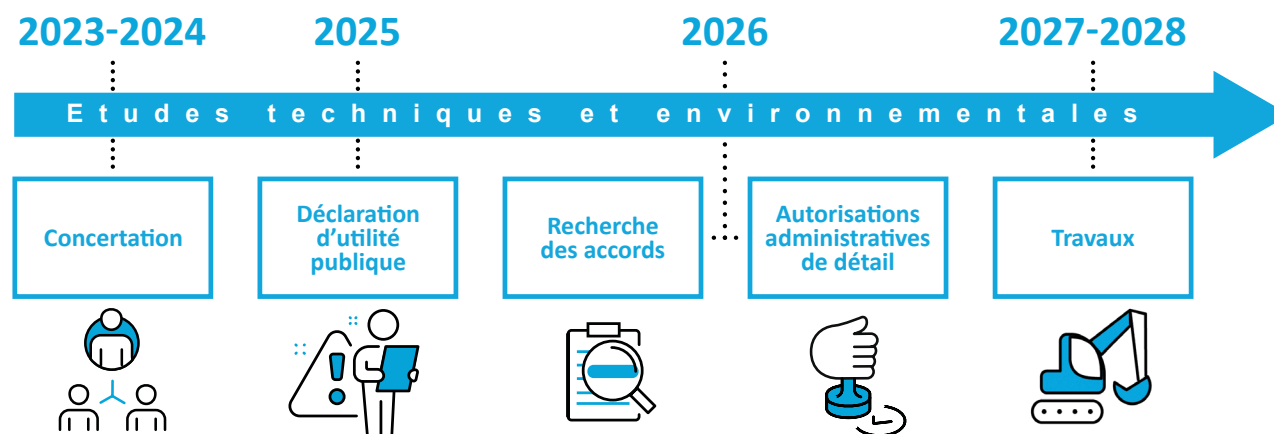 2023-2024
2025
2026
2027-2028
Etudes techniques et environnementales
Concertation
Déclaration
d'utilité
publique
Recherche
des accords
Autorisations
administratives
de détail
Travaux